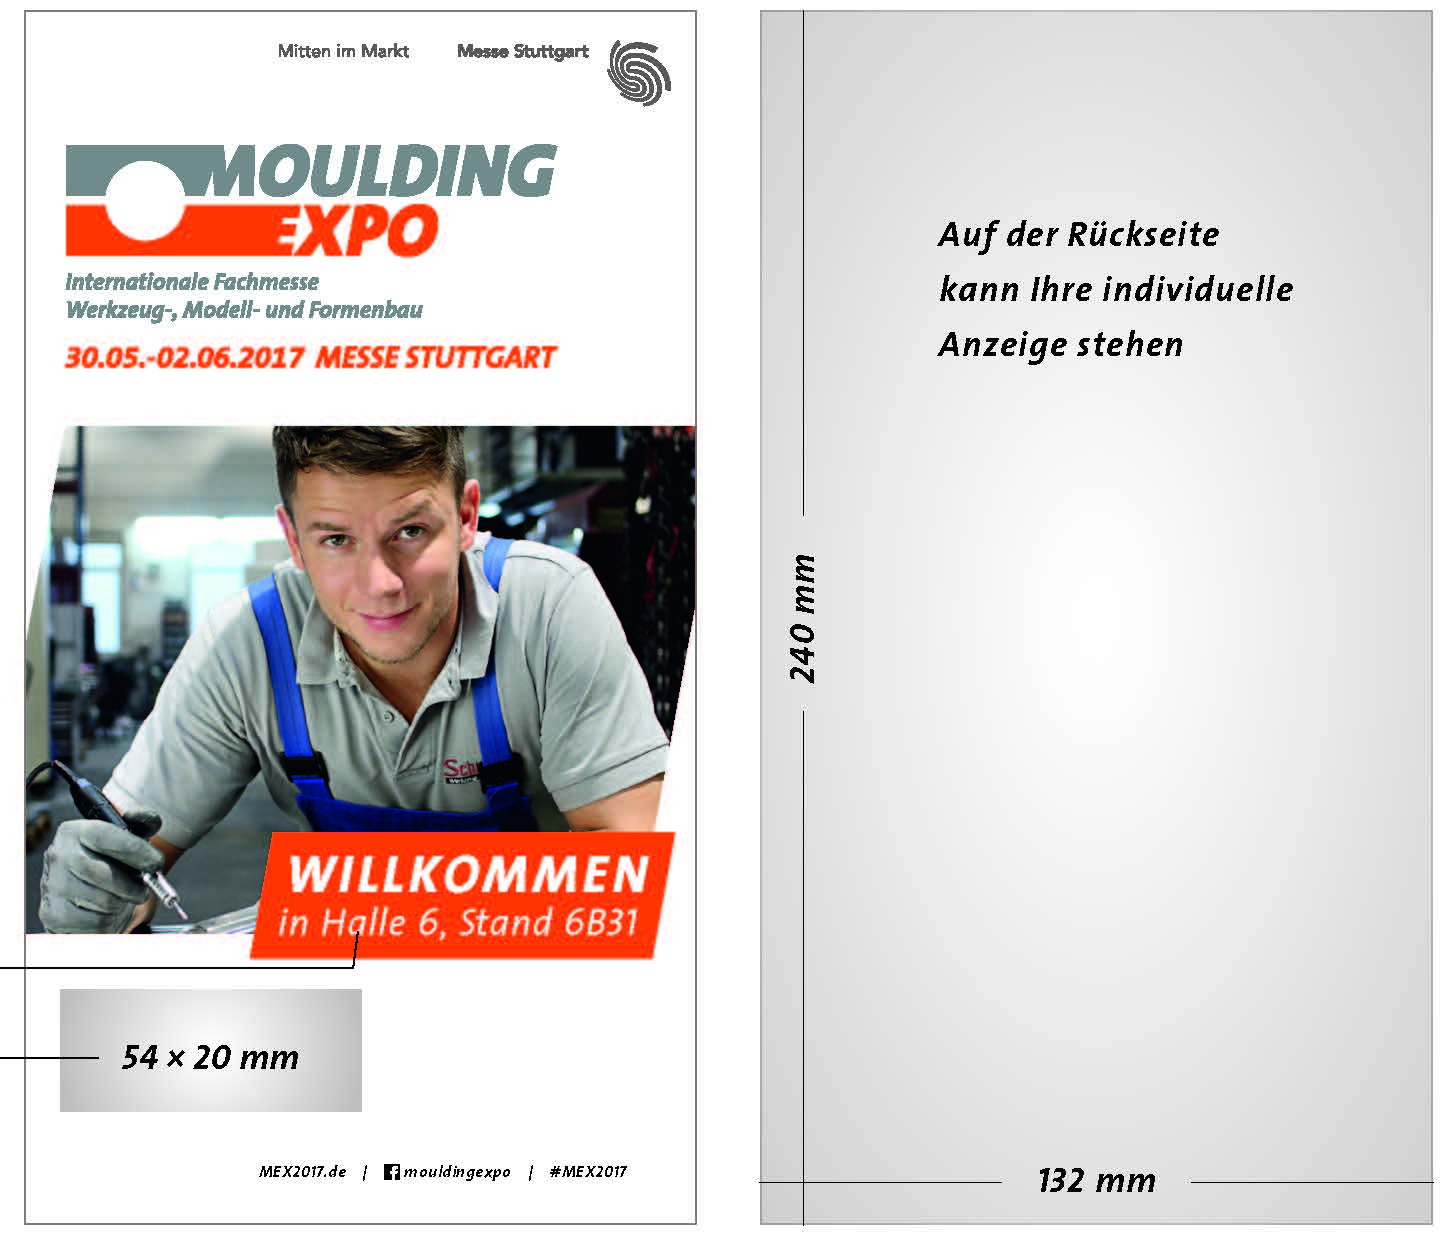 Mitten im Markt Messe Stuttgart
MOULDING
EXPO
Internationale Fachmesse
Werkzeug-, Modell- und Formenbau
30.05.-02.06.2017 MESSE STUTTGART
WILLKOMMEN
in Halle 6, Stand 6B31
54 × 20 mm
MEX2017.de | mouldingexpo | #MEX2017
Auf der Rückseite
kann Ihre individuelle
Anzeige stehen
240 mm
132 mm